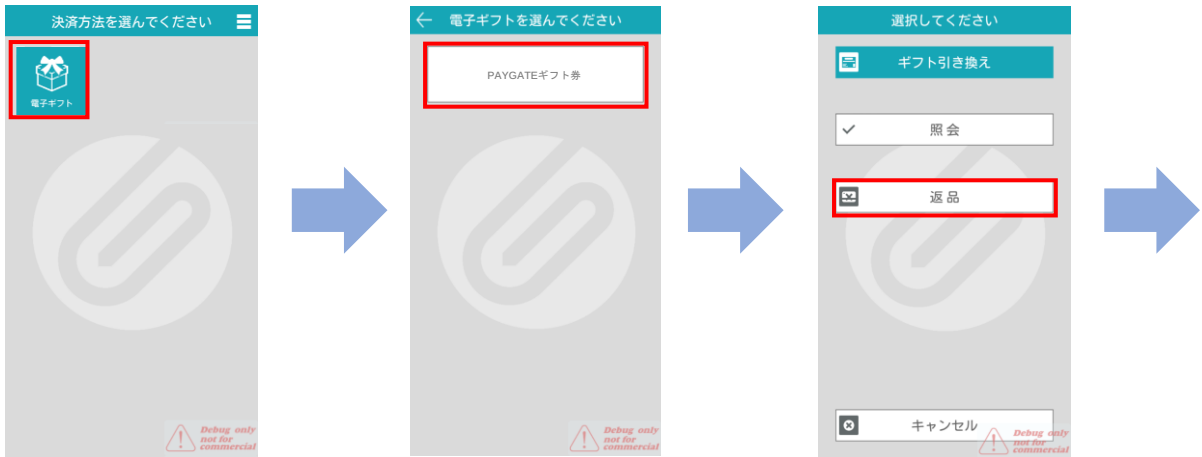 決済方法を選んでください
電子ギフト
Debug only
not for
commercial
電子ギフトを選んでください
PAYGATEギフト券
Debug only
not for
commercial
選択してください
ギフト引き換え
照会
返品
キャンセル
Debug only
not for
commercial